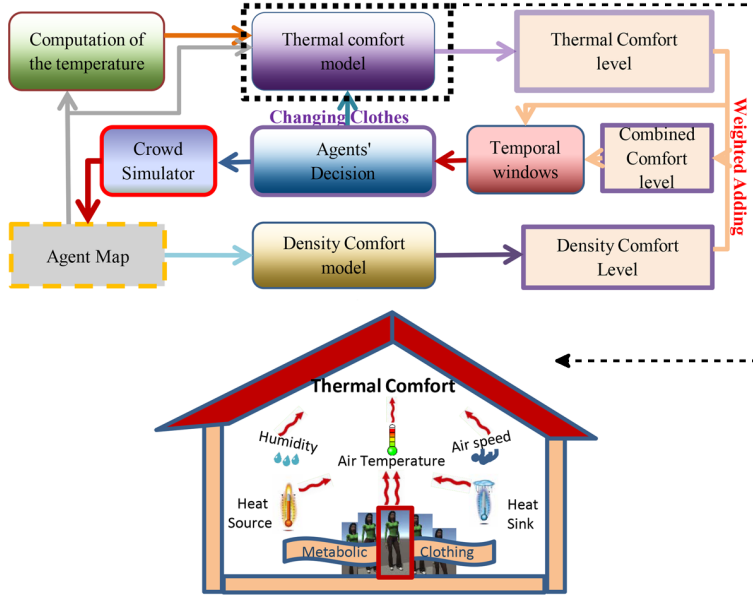 Computation of
the temperature
Thermal comfort
model
Thermal Comfort
level
Changing Clothes
Crowd
Simulator
Agents'
Decision
Temporal
windows
Combined
Comfort
level
Weighted Adding
Agent Map
Density Comfort
model
Density Comfort
Level
Thermal Comfort
Humidity
Air speed
Air Temperature
Heat
Source
Heat
Sink
Metabolic
Clothing